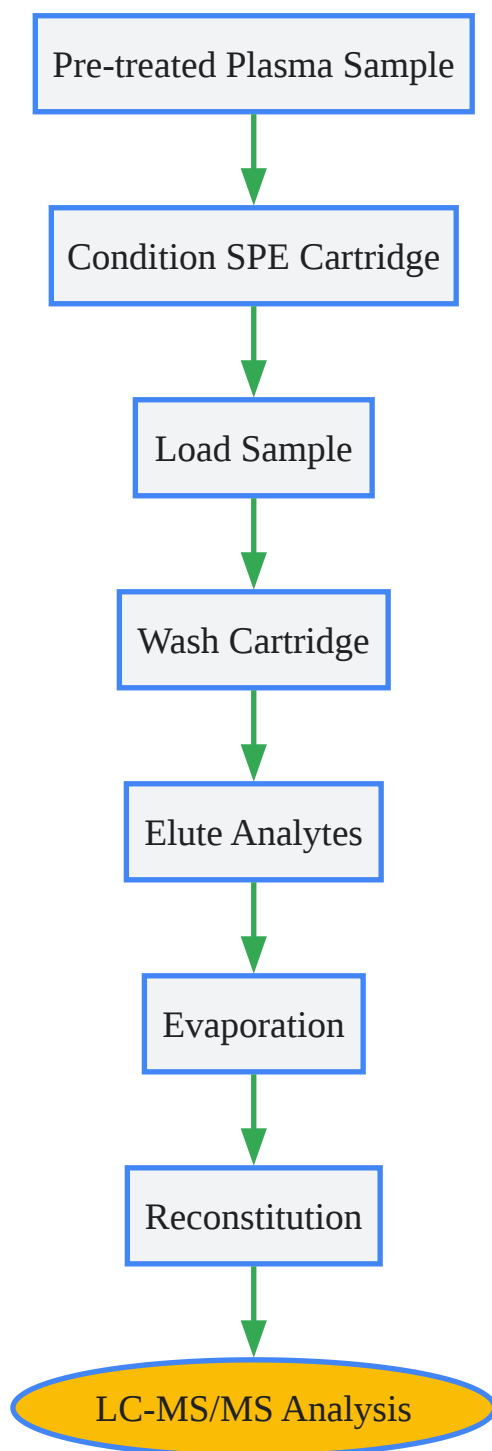 Pre-treated Plasma Sample
Condition SPE Cartridge
Load Sample
Wash Cartridge
Elute Analytes
Evaporation
Reconstitution
LC-MS/MS Analysis